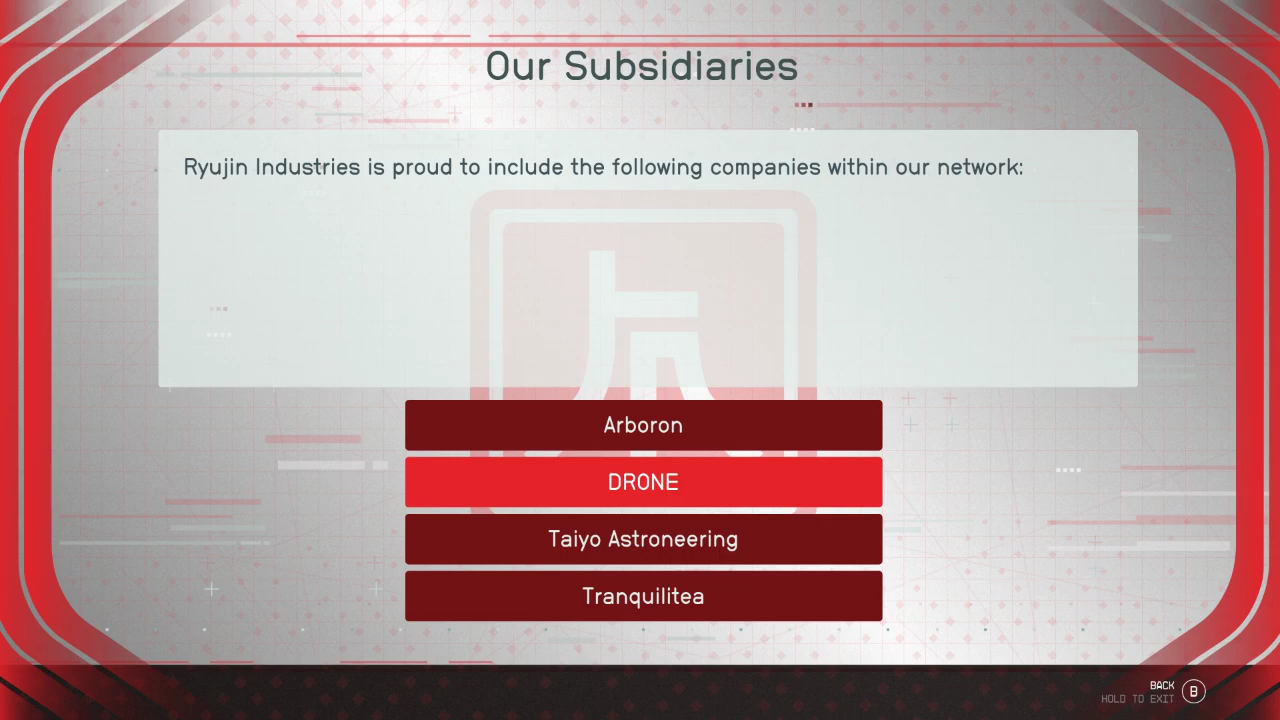 Our Subsidiaries
Ryujin Industries is proud to include the following companies within our network:
Arboron
DRONE
Taiyo Astroneering
Tranquilitea
BACK
HOLD TO EXIT
B